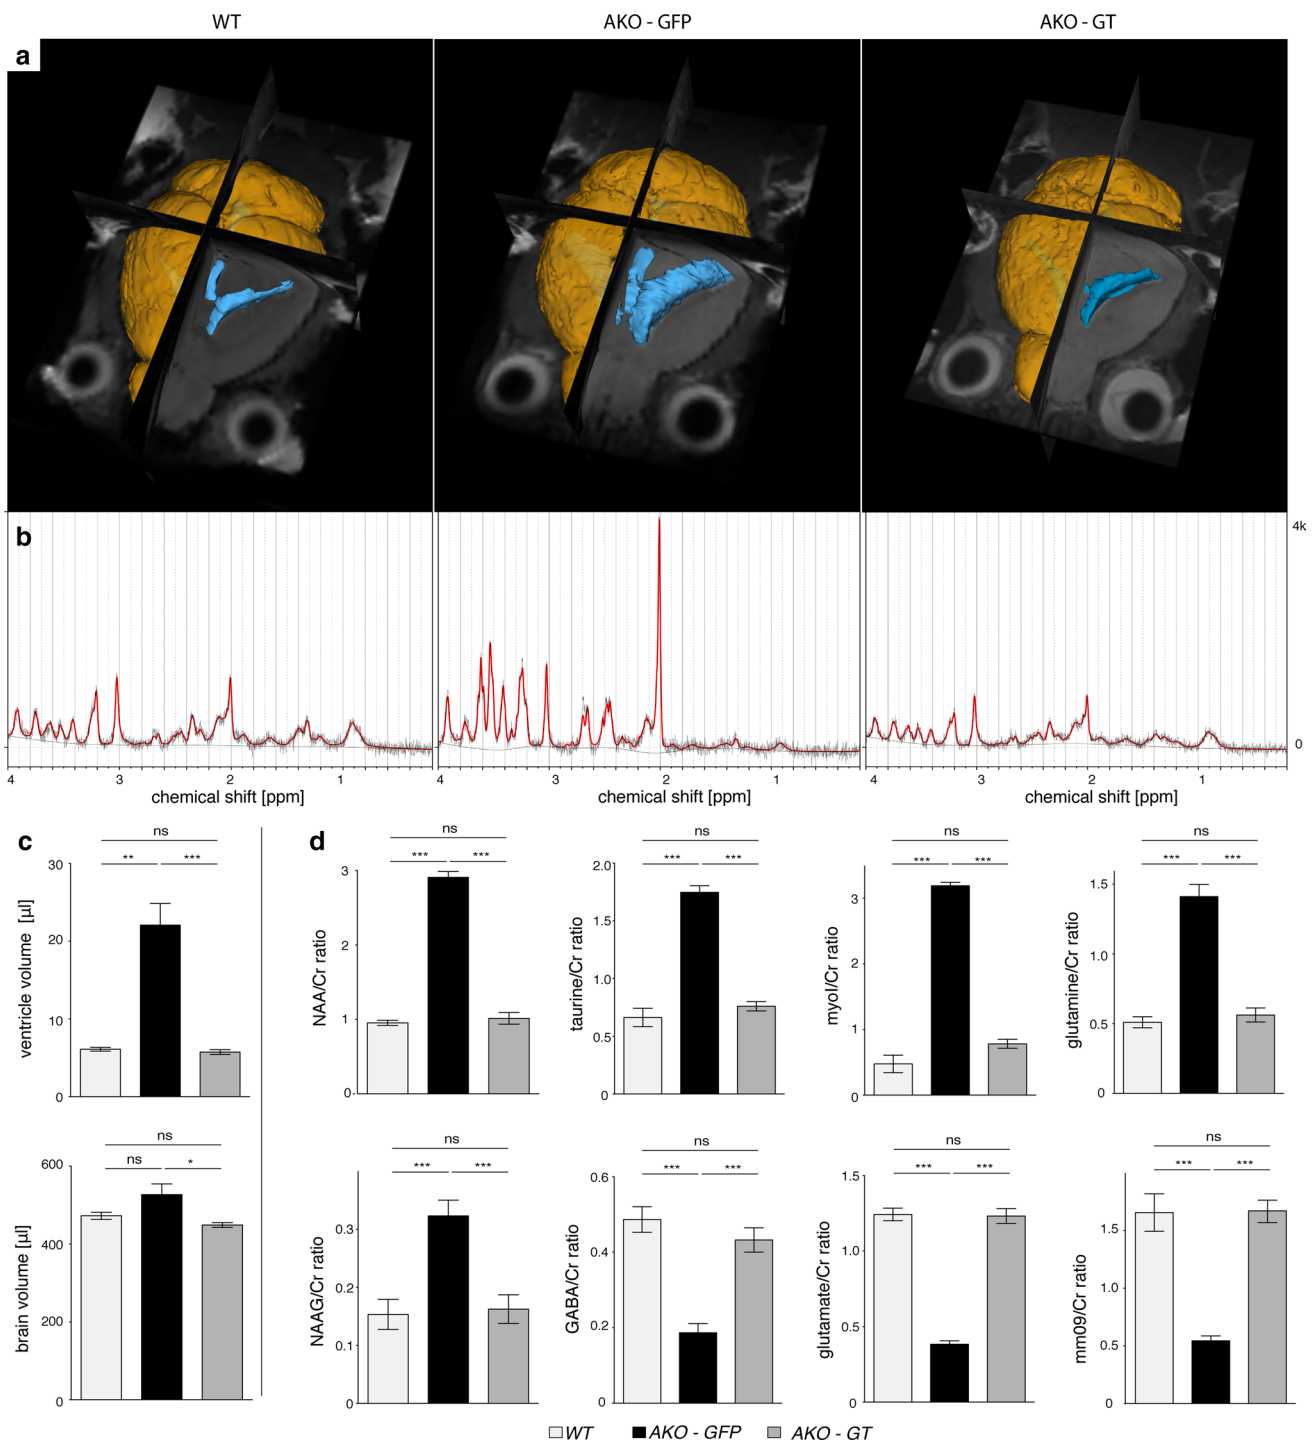 WT AKO - GFP AKO - GT
a
b
4k
0
4 3 2 1 4 3 2 1 4 3 2 1
chemical shift [ppm] chemical shift [ppm] chemical shift [ppm]
c
ns
** ***
30
20
10
0
ventricle volume [µl]
ns
ns *
600
400
200
0
brain volume [µl]
d
ns
*** ***
3
2
1
0
NAA/Cr ratio
ns
*** ***
2.0
1.5
1.0
0.5
0
taurine/Cr ratio
ns
*** ***
3
2
1
0
myoI/Cr ratio
ns
*** ***
1.5
1.0
0.5
0
glutamine/Cr ratio
ns
*** ***
0.3
0.2
0.1
0
NAAG/Cr ratio
ns
*** ***
0.6
0.4
0.2
0
GABA/Cr ratio
ns
*** ***
1.5
1.0
0.5
0
glutamate/Cr ratio
ns
*** ***
1.5
1.0
0.5
0
mm09/Cr ratio
WT AKO - GFP AKO - GT